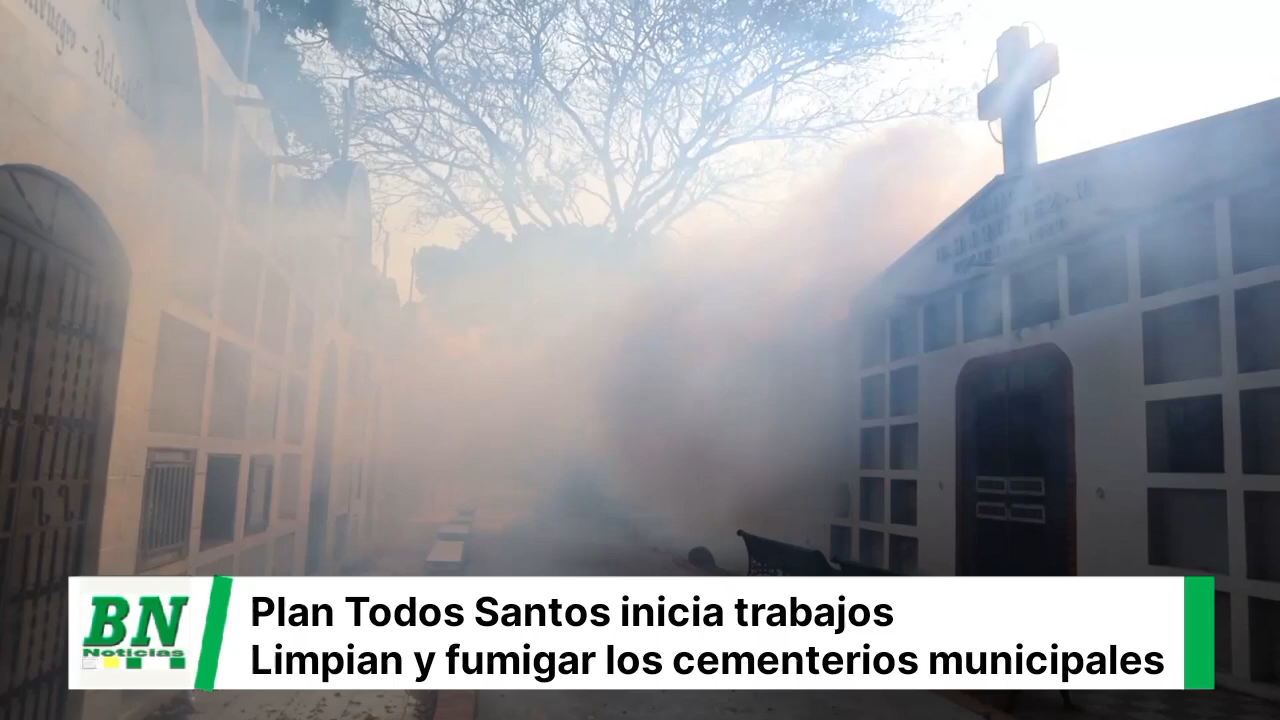 BN
Noticias
Plan Todos Santos inicia trabajos
Limpian y fumigar los cementerios municipales